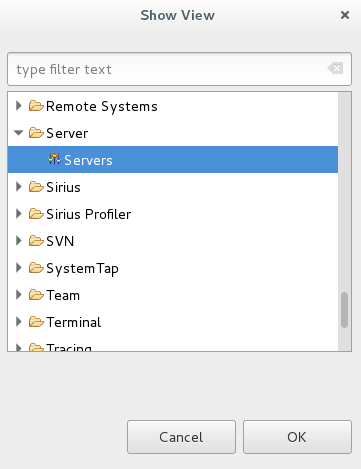 Show View
type filter text
Remote Systems
Server
Servers
Sirius
Sirius Profiler
SVN
SystemTap
Team
Terminal
Tracing
Cancel
OK